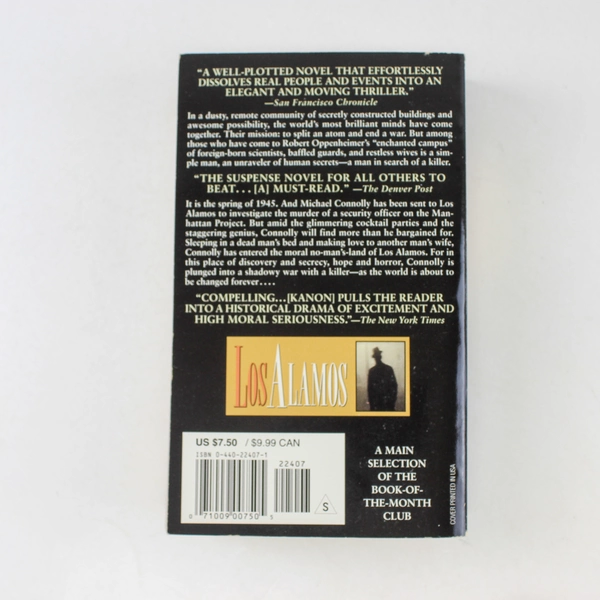 “A WELL-PLOTTED NOVEL THAT EFFORTLESSLY
DISSOLVES REAL PEOPLE AND EVENTS INTO AN
ELEGANT AND MOVING THRILLER.”
—San Francisco Chronicle
In a dusty, remote community of secretly constructed buildings and
awesome possibility, the world’s most brilliant minds have come
together. Their mission: to split an atom and end a war. But among
those who have come to Robert Oppenheimer’s “enchanted campus”
of foreign-born scientists, baffled guards, and restless wives is a sim-
ple man, an unraveler of human secrets—a man in search of a killer.
“THE SUSPENSE NOVEL FOR ALL OTHERS TO
BEAT. . . [A] MUST-READ.” —The Denver Post
It is the spring of 1945. And Michael Connolly has been sent to Los
Alamos to investigate the murder of a security officer on the Man-
hattan Project. But amid the glimmering cocktail parties and the
staggering genius, Connolly will find more than he bargained for.
Sleeping in a dead man’s bed and making love to another man’s wife,
Connolly has entered the moral no-man’s-land of Los Alamos. For in
this place of discovery and secrecy, hope and horror, Connolly is
plunged into a shadowy war with a killer—as the world is about to
be changed forever. . . .
“COMPELLING...[KANON] PULLS THE READER
INTO A HISTORICAL DRAMA OF EXCITEMENT AND
HIGH MORAL SERIOUSNESS.”—The New York Times
LOS ALAMOS
US $7.50 / $9.99 CAN
ISBN 0-440-22407-1
22407
0 71009 00750 5
S
A MAIN
SELECTION
OF THE
BOOK-OF-
THE-MONTH
CLUB
COVER PRINTED IN USA